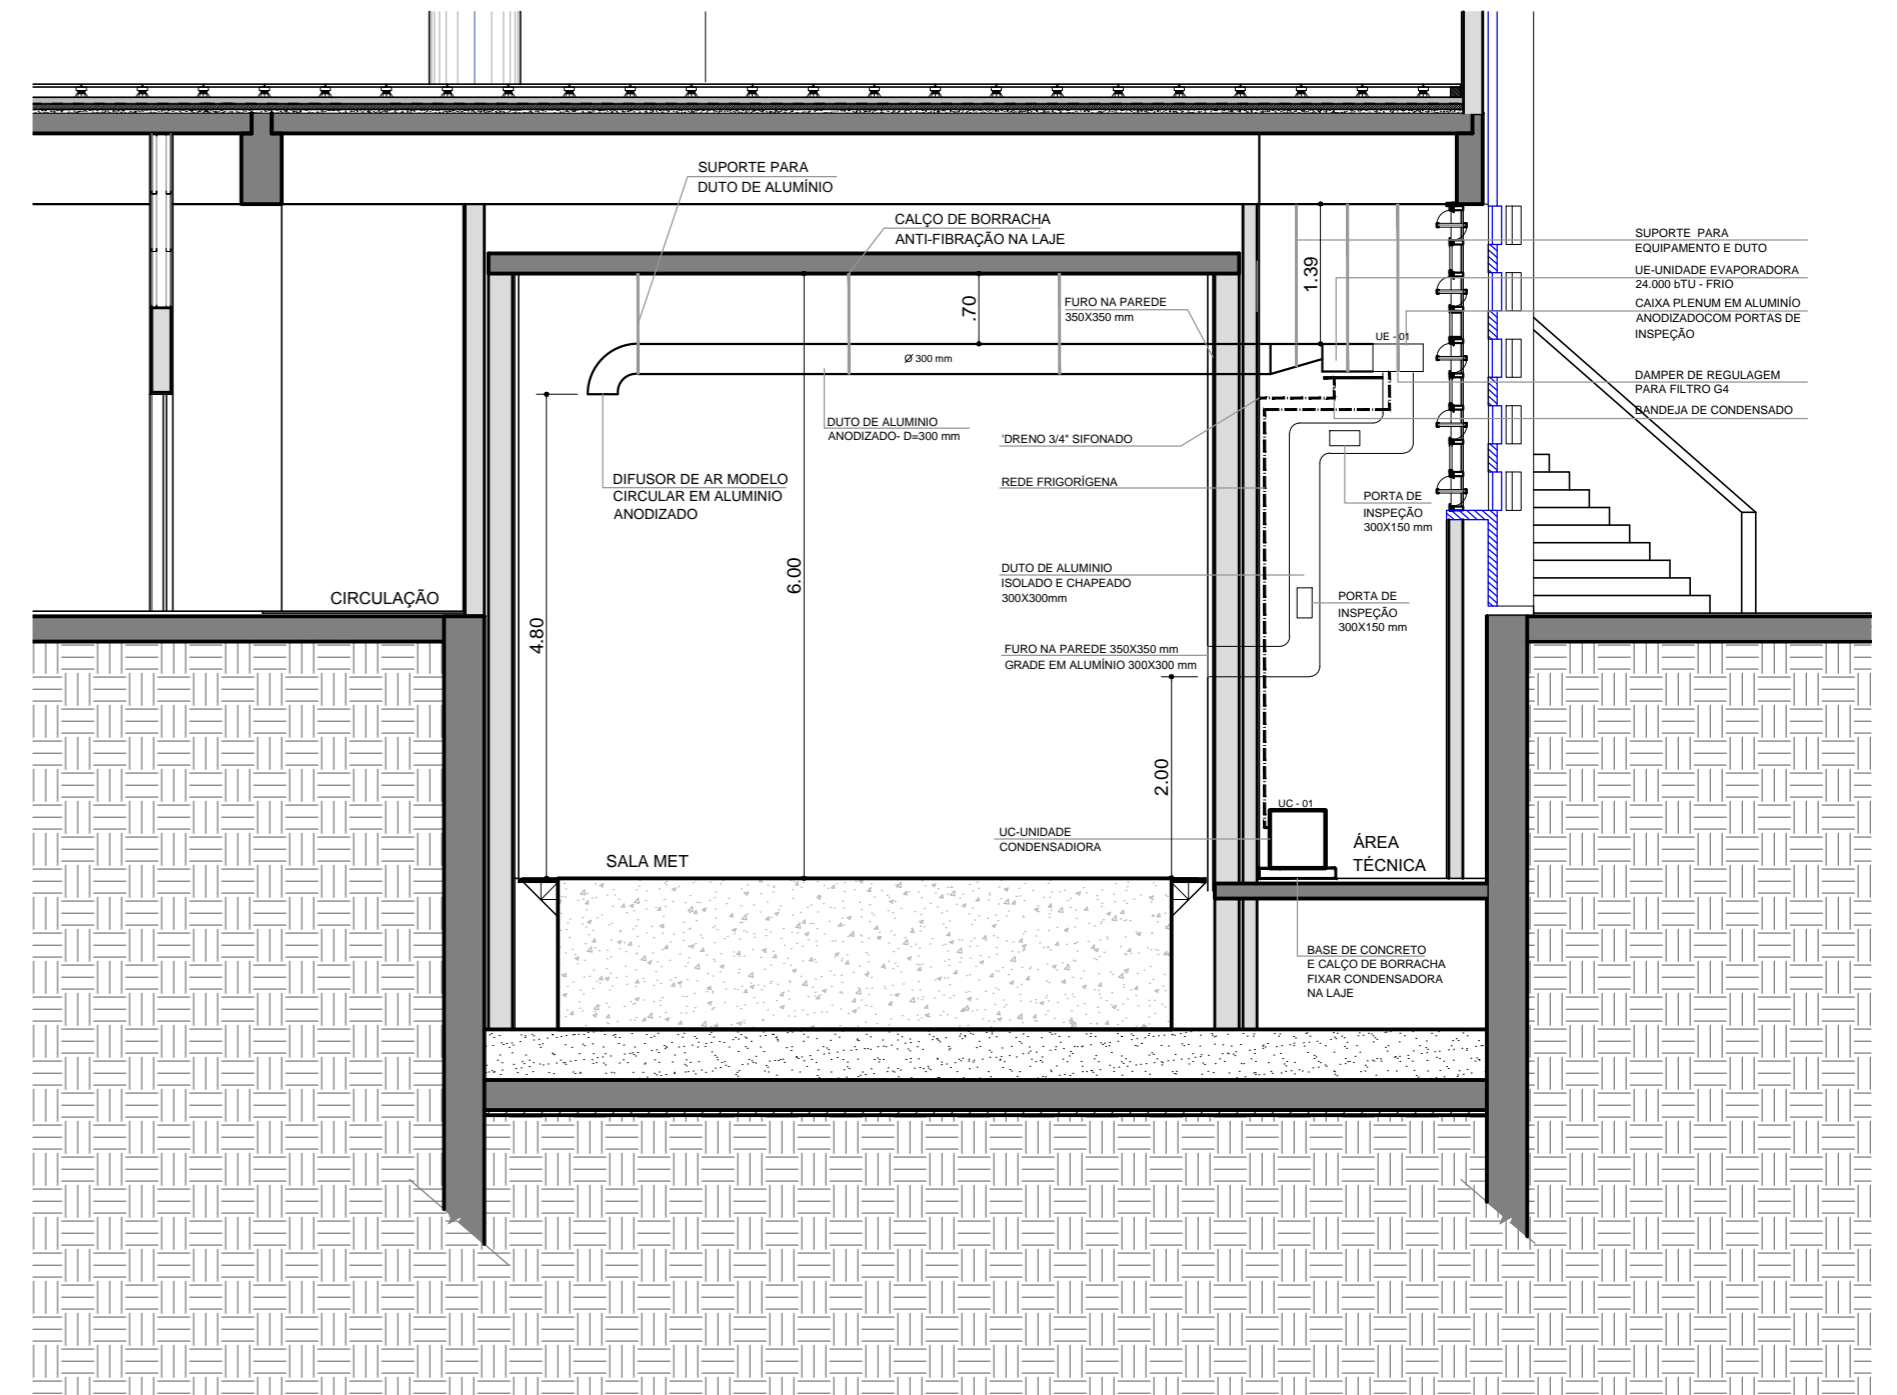 SUPORTE PARA
DUTO DE ALUMÍNIO
CALÇO DE BORRACHA
ANTI-FIBRAÇÃO NA LAJE
SUPORTE PARA
EQUIPAMENTO E DUTO
1.39
UE-UNIDADE EVAPORADORA
24.000 bTU - FRIO
.70
FURO NA PAREDE
350X350 mm
CAIXA PLENUM EM ALUMINÍO
ANODIZADOCOM PORTAS DE
INSPEÇÃO
UE - 01
Ø 300 mm
DAMPER DE REGULAGEM
PARA FILTRO G4
BANDEJA DE CONDENSADO
DUTO DE ALUMINIO
ANODIZADO- D=300 mm
'DRENO 3/4" SIFONADO
DIFUSOR DE AR MODELO
CIRCULAR EM ALUMINIO
ANODIZADO
REDE FRIGORÍGENA
PORTA DE
INSPEÇÃO
300X150 mm
6.00
DUTO DE ALUMINIO
ISOLADO E CHAPEADO
300X300mm
CIRCULAÇÃO
PORTA DE
INSPEÇÃO
300X150 mm
4.80
FURO NA PAREDE 350X350 mm
GRADE EM ALUMÍNIO 300X300 mm
2.00
UC - 01
UC-UNIDADE
CONDENSADIORA
ÁREA
TÉCNICA
SALA MET
BASE DE CONCRETO
E CALÇO DE BORRACHA
FIXAR CONDENSADORA
NA LAJE